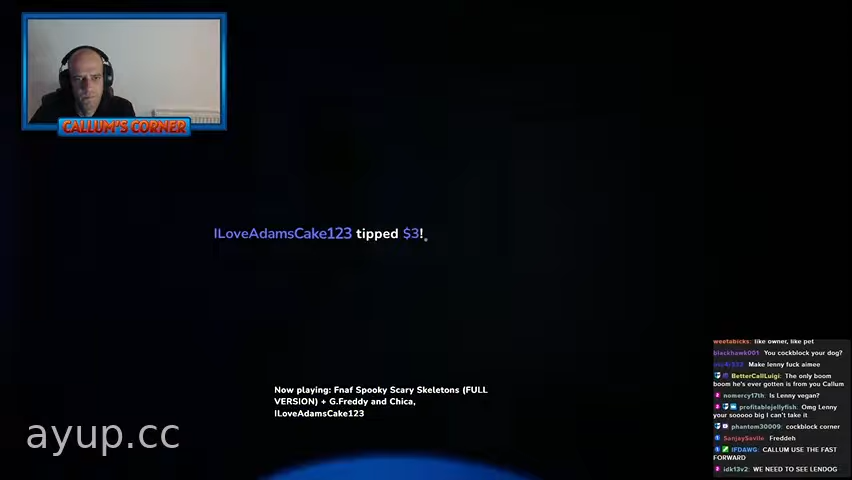 CALLUM'S CORNER
ILoveAdamsCake123 tipped $3!
Now playing: Fnaf Spooky Scary Skeletons (FULL
VERSION) + G.Freddy and Chica,
ILoveAdamsCake123
ayup.cc
weetabicks: like owner, like pet
blackhawk001 You cockblock your dog?
Make lenny fuck aimee
BetterCallLuigi: The only boom
boom he's ever gotten is from you Callum
nomercy17th: Is Lenny vegan?
profitablejellyfish: Omg Lenny
your sooooo big I can't take it
phantom30009: cockblock corner
SanjaySavile: Freddeh
IFDAWG: CALLUM USE THE FAST
FORWARD
idk13v2: WE NEED TO SEE LENDOG